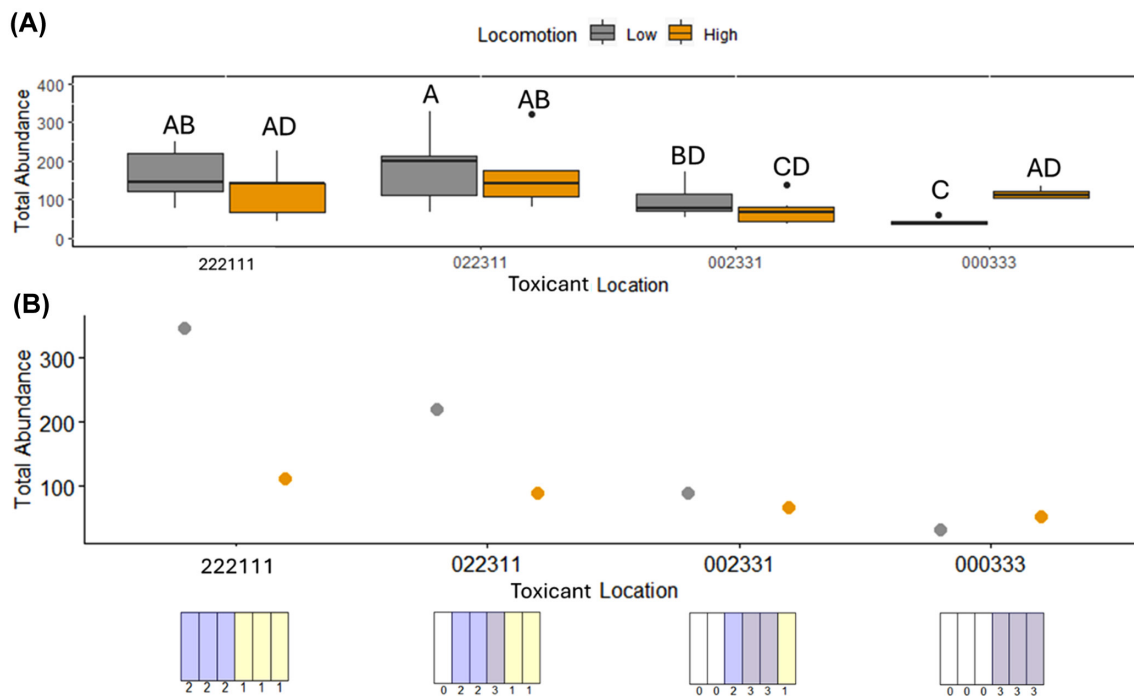 (A)
Locomotion Low High
Total Abundance
400
300
200
100
0
AB AD A AB BD CD C AD
222111 022311 002331 000333
Toxicant Location
(B)
Total Abundance
300
200
100
222111 022311 002331 000333
Toxicant Location
2 2 2 1 1 1 0 2 2 3 1 1 0 0 2 3 3 1 0 0 0 3 3 3